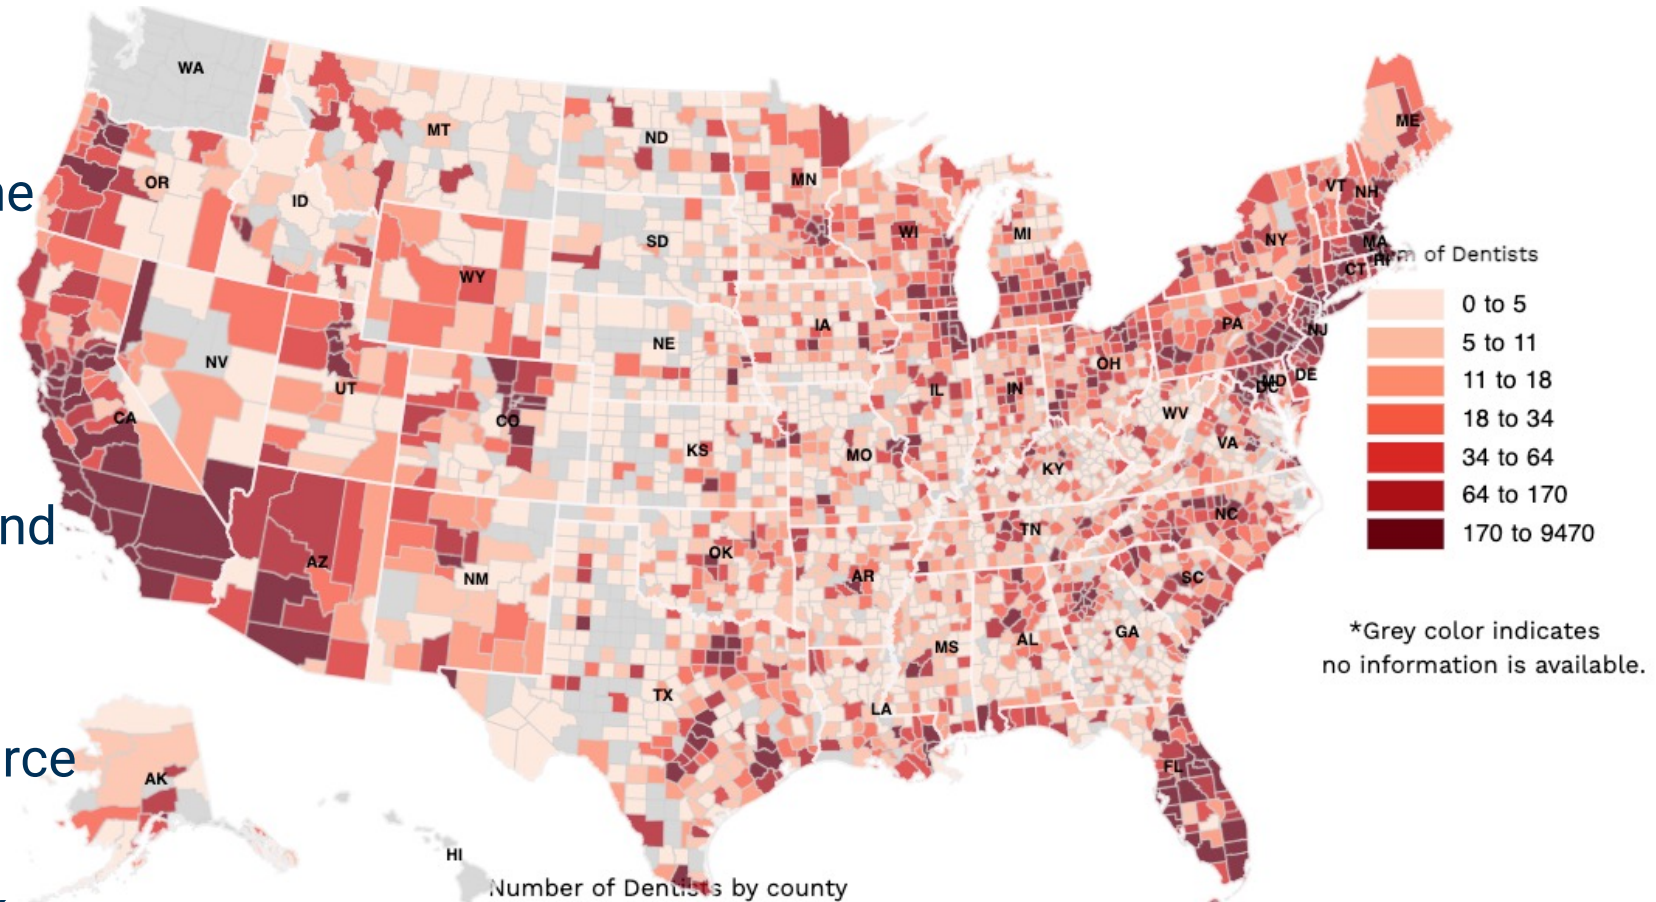 WA
MT
ND
MN
ME
OR
ID
SD
WI
MI
VT
NH
NY
MA
WY
CT
RI
m of Dentists
0 to 5
5 to 11
11 to 18
18 to 34
34 to 64
64 to 170
170 to 9470
*Grey color indicates
no information is available.
NV
UT
CA
CO
NE
IA
PA
NJ
OH
IL
IN
MD
DC
DE
WV
VA
KS
MO
KY
AZ
NM
OK
AR
TN
NC
SC
MS
AL
GA
TX
LA
FL
AK
HI
Number of Dentists by county
ne
nd
rce